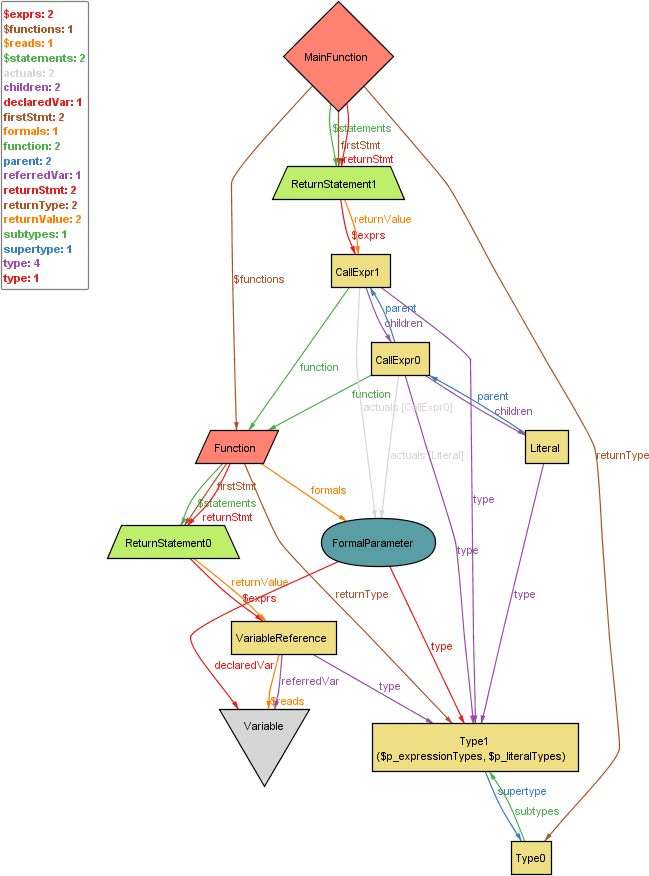 $exprs: 2
$functions: 1
$reads: 1
$statements: 2
actuals: 2
children: 2
declaredVar: 1
firstStmt: 2
formals: 1
function: 2
parent: 2
referredVar: 1
returnStmt: 2
returnType: 2
returnValue: 2
subtypes: 1
supertype: 1
type: 4
type: 1
MainFunction
$statements
firstStmt
returnStmt
ReturnStatement1
returnValue
$exprs
CallExpr1
$functions
parent
children
CallExpr0
function
function
parent
children
actuals [CallExpr0]
Function
Literal
actuals [Literal]
returnType
firstStmt
formals
$statements
returnStmt
type
ReturnStatement0
FormalParameter
type
returnValue
$exprs
returnType
type
VariableReference
type
declaredVar
referredVar
type
$reads
Variable
Type1
($p_expressionTypes, $p_literalTypes)
supertype
subtypes
Type0